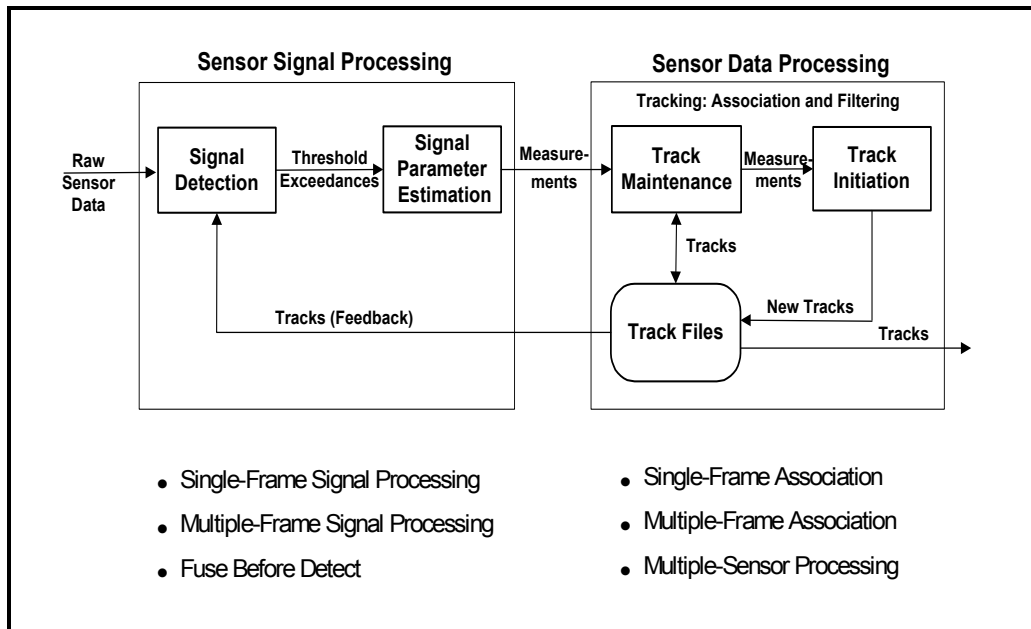 Sensor Signal Processing
Sensor Data Processing
Tracking: Association and Filtering
Raw
Sensor
Data
Signal
Detection
Threshold
Exceedances
Signal
Parameter
Estimation
Measure-
ments
Track
Maintenance
Measure-
ments
Track
Initiation
Tracks
New Tracks
Tracks (Feedback)
Track Files
Tracks
• Single-Frame Signal Processing
• Multiple-Frame Signal Processing
• Fuse Before Detect
• Single-Frame Association
• Multiple-Frame Association
• Multiple-Sensor Processing